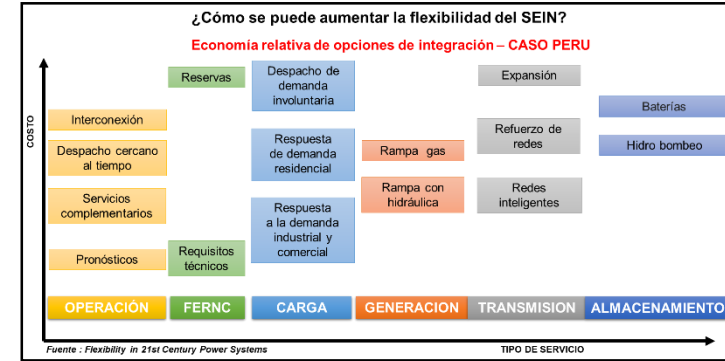 ¿Cómo se puede aumentar la flexibilidad del SEIN?
Economía relativa de opciones de integración – CASO PERU
COSTO
Interconexión
Despacho cercano
al tiempo
Servicios
complementarios
Pronósticos
Reservas
Requisitos
técnicos
Despacho de
demanda
involuntaria
Respuesta
de demanda
residencial
Respuesta
a la demanda
industrial y
comercial
Rampa gas
Rampa con
hidráulica
Expansión
Refuerzo de
redes
Redes
inteligentes
Baterías
Hidro bombeo
OPERACIÓN
FERNC
CARGA
GENERACION
TRANSMISION
ALMACENAMIENTO
Fuente : Flexibility in 21st Century Power Systems
TIPO DE SERVICIO